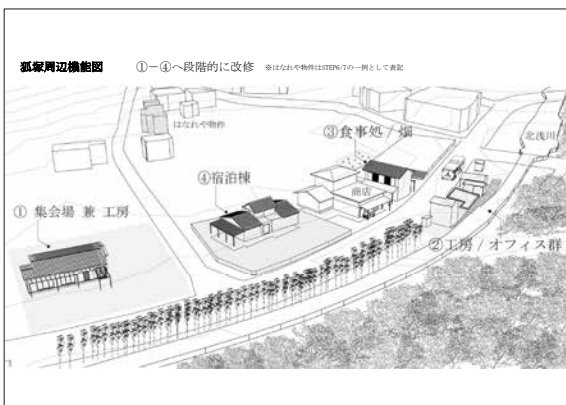 狐塚周辺機能図 ①－④へ段階的に改修 ※はなれや物件はSTEP6/7の一例として表記
はなれや物件
北浅川
③食事処 / 畑
④宿泊棟
商店
① 集会場 兼 工房
②工房 / オフィス群